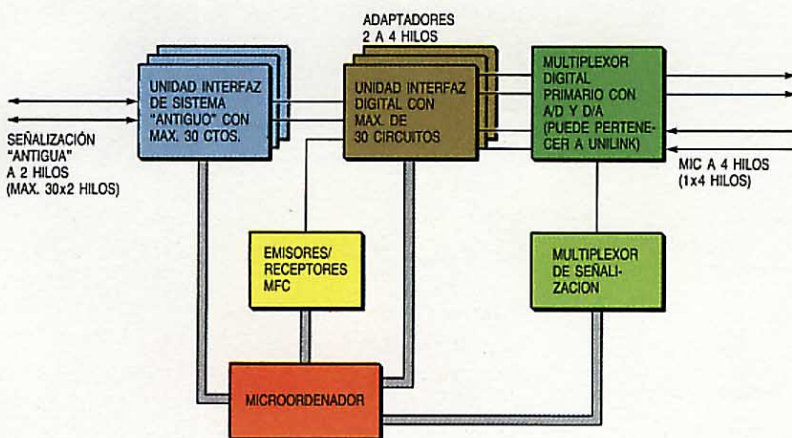 ADAPTADORES
2 A 4 HILOS
UNIDAD INTERFAZ
DE SISTEMA
"ANTIGUO" CON
MAX. 30 CTOS.
UNIDAD INTERFAZ
DIGITAL CON
MAX. DE
30 CIRCUITOS
MULTIPLEXOR
DIGITAL
PRIMARIO CON
A/D Y D/A
(PUEDE PERTENE-
CER A UNILINK)
SEÑALIZACIÓN
"ANTIGUA"
A 2 HILOS
(MAX. 30x2 HILOS)
MIC A 4 HILOS
(1x4 HILOS)
EMISORES/
RECEPTORES
MFC
MULTIPLEXOR
DE SEÑALI-
ZACION
MICROORDENADOR